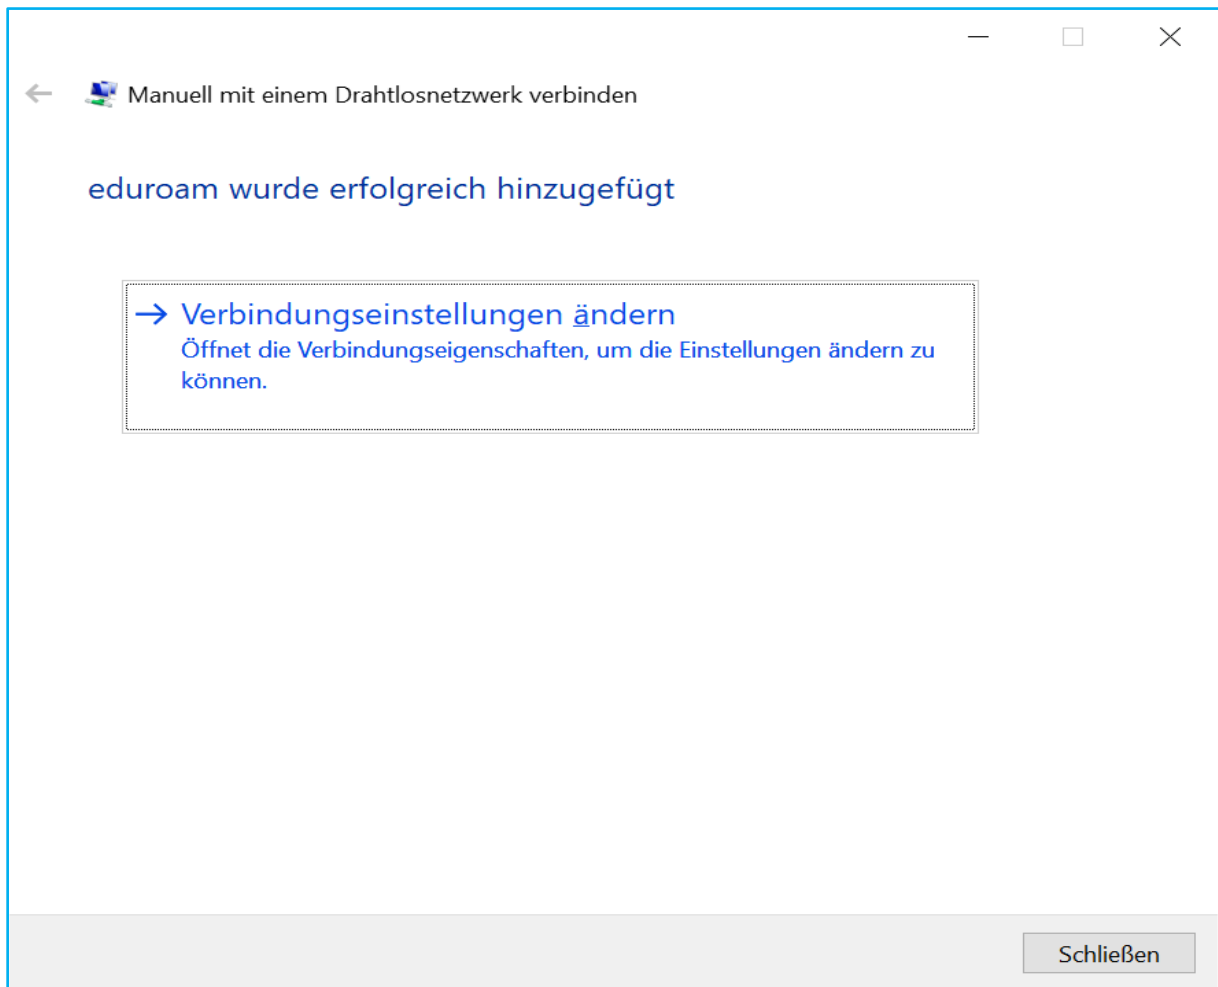 Manuell mit einem Drahtlosnetzwerk verbinden
eduroam wurde erfolgreich hinzugefügt
Verbindungseinstellungen ändern
Öffnet die Verbindungseigenschaften, um die Einstellungen ändern zu
können.
Schließen